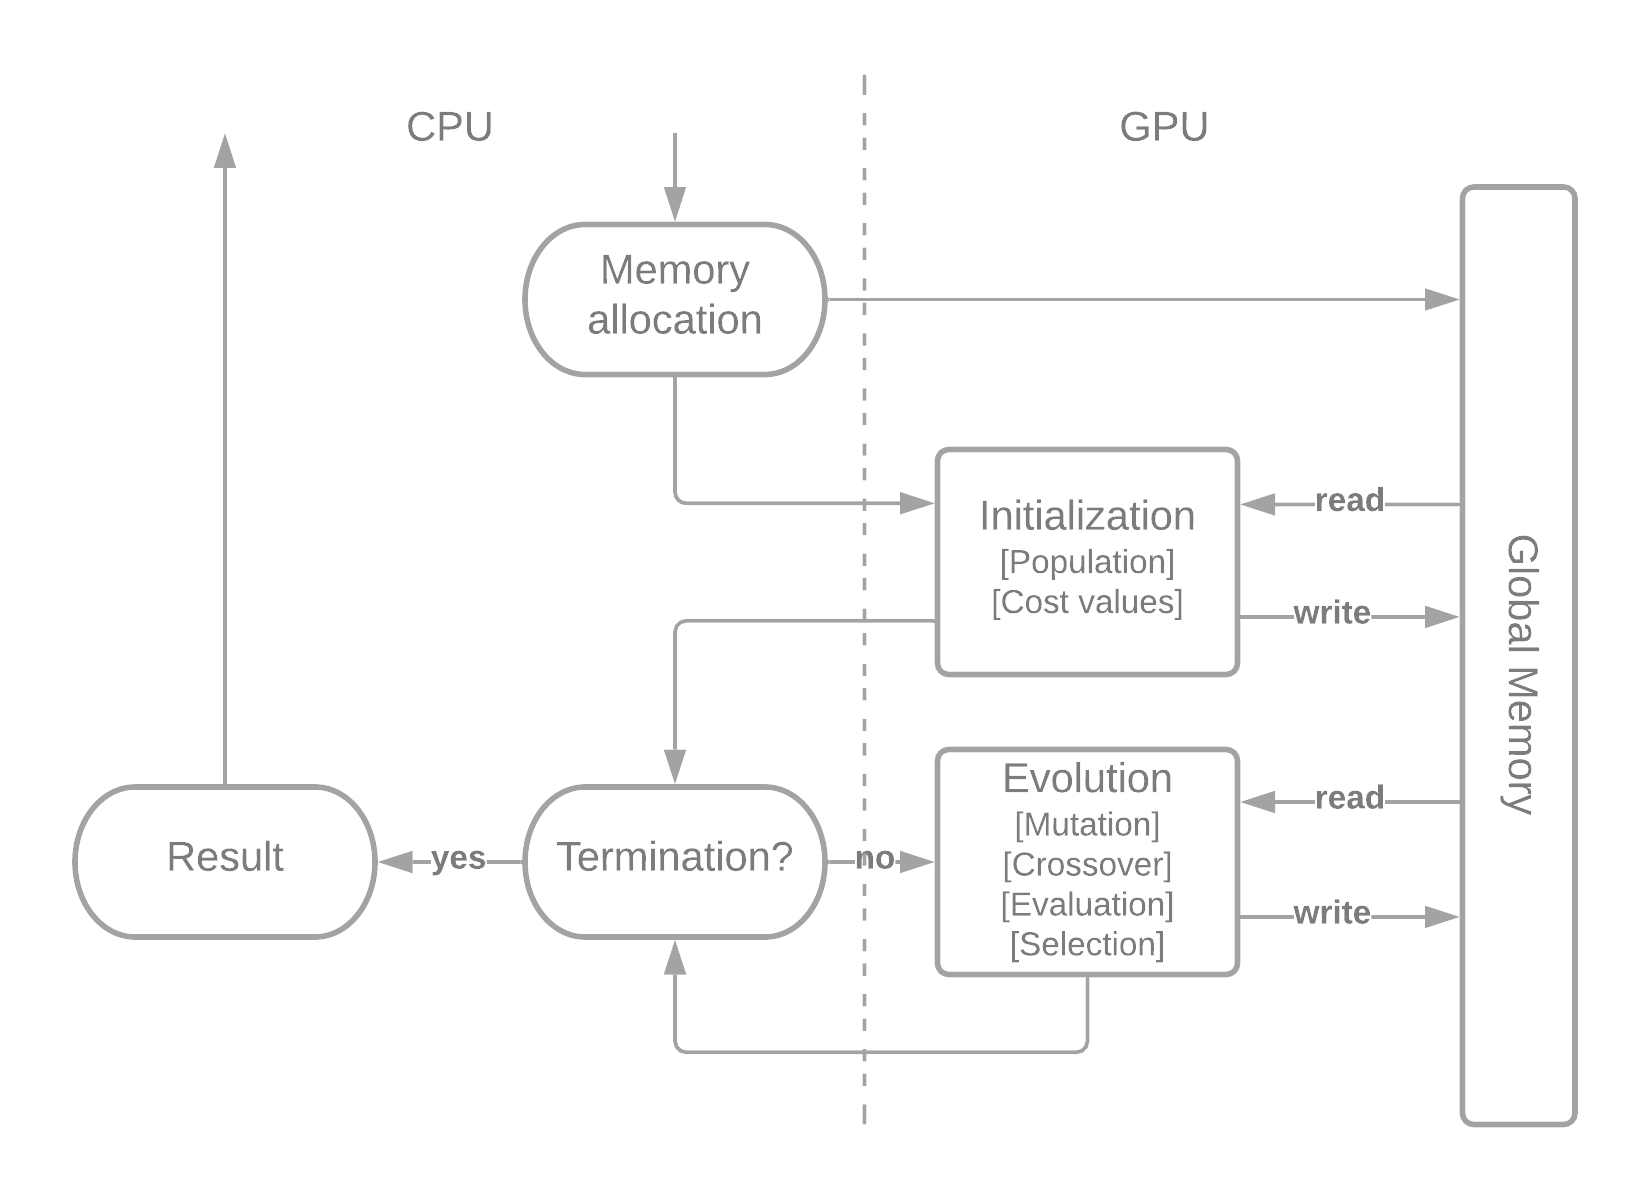 CPU
GPU
Memory
allocation
Initialization
[Population]
[Cost values]
read
write
Global Memory
Result
yes
Termination?
no
Evolution
[Mutation]
[Crossover]
[Evaluation]
[Selection]
read
write